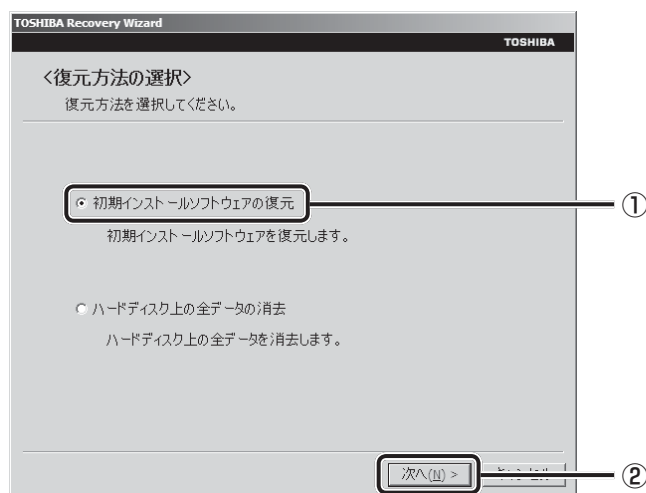 TOSHIBA Recovery Wizard
TOSHIBA
<復元方法の選択>
復元方法を選択してください。
初期インストールソフトウェアの復元
①
初期インストールソフトウェアを復元します。
ハードディスク上の全データの消去
ハードディスク上の全データを消去します。
次へ(N) >
②